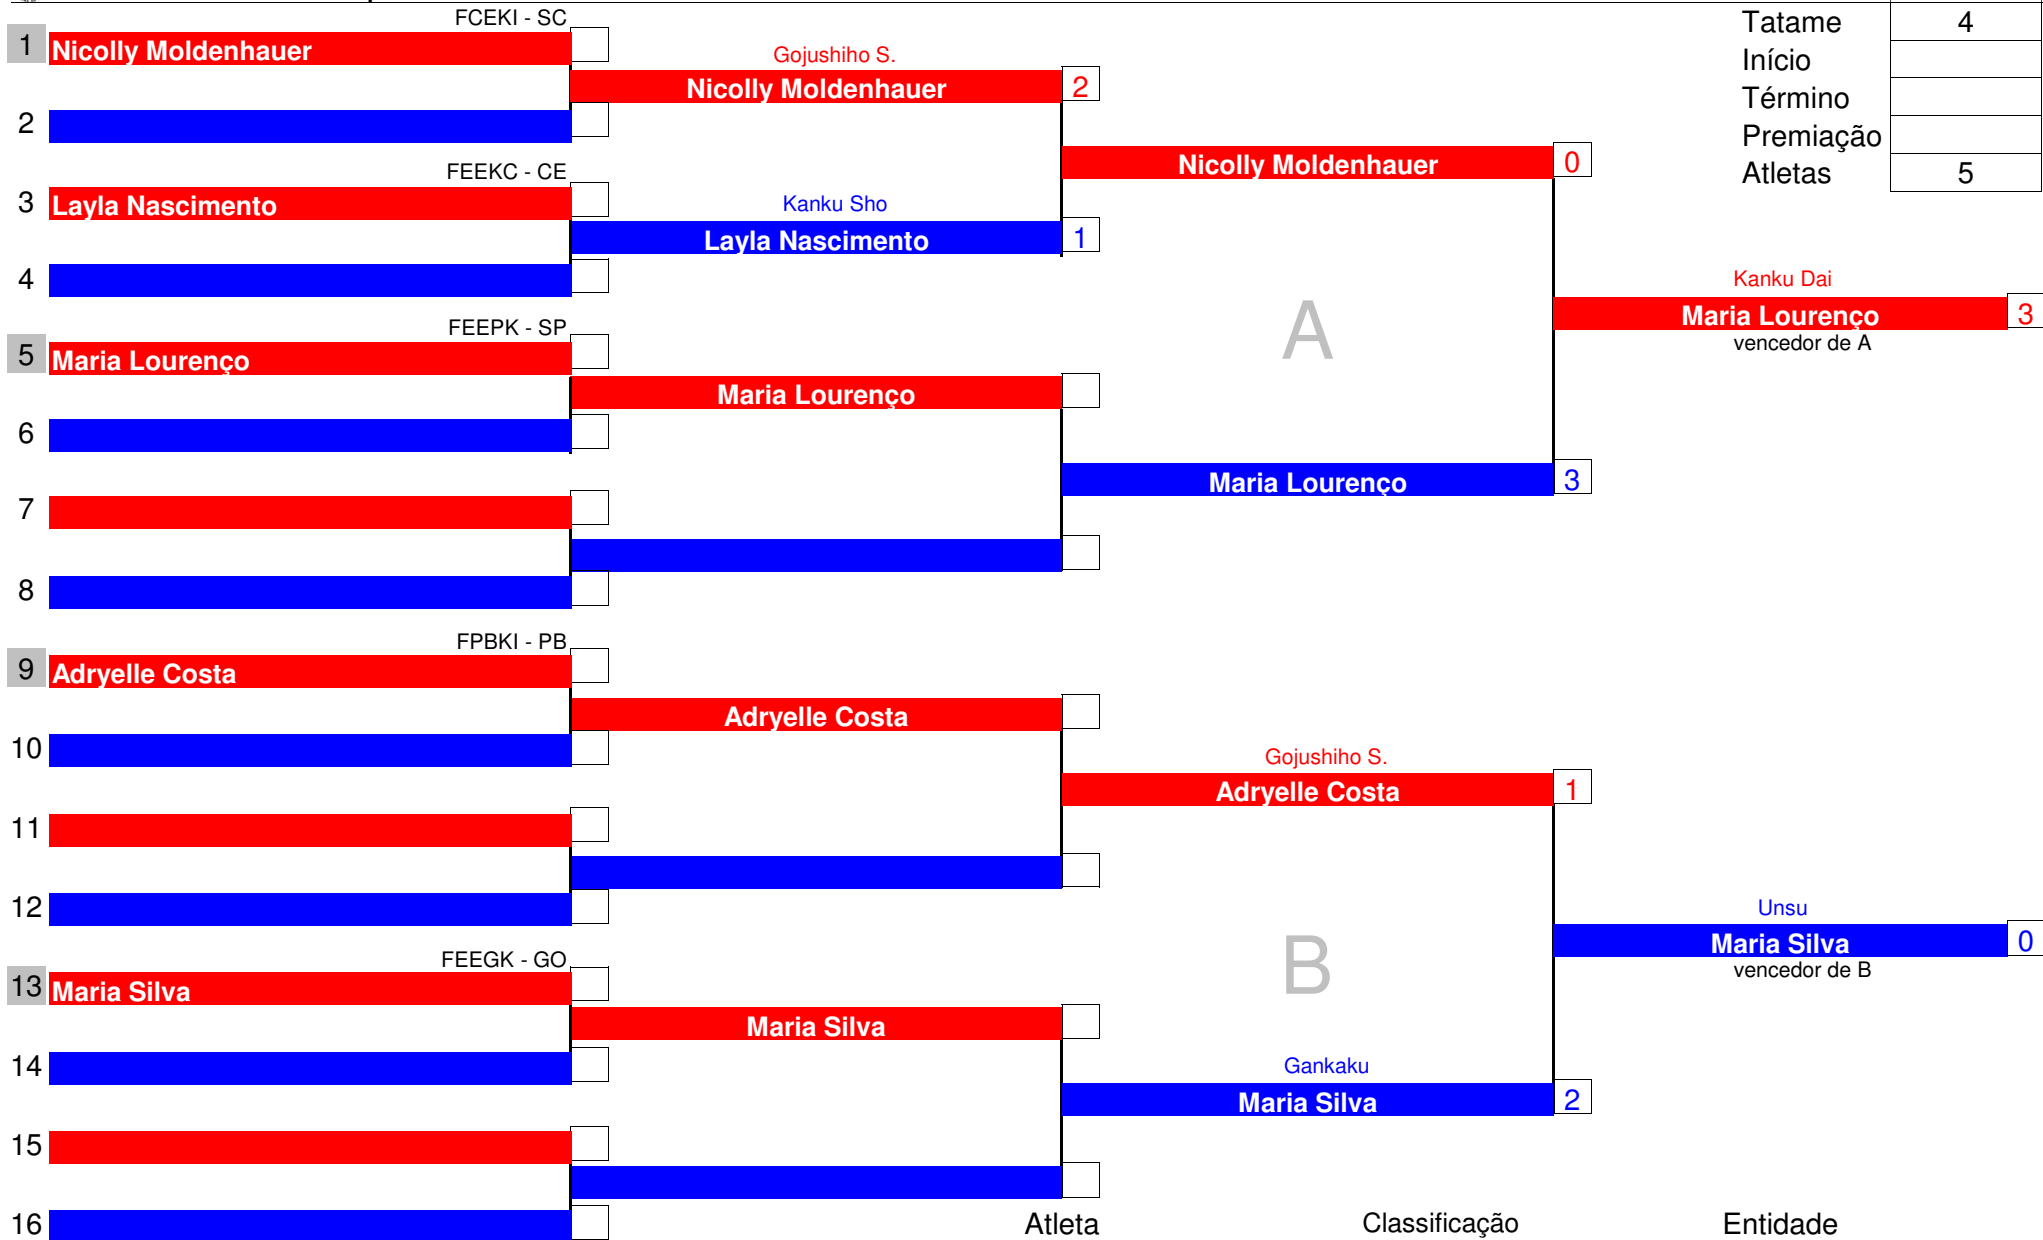 FCEKI - SC
Tatame 4
1 Nicolly Moldenhauer
Gojushiho S.
Início
Nicolly Moldenhauer 2
Término
2
Premiação
FEEKC - CE
Nicolly Moldenhauer 0
Atletas 5
3 Layla Nascimento
Kanku Sho
Layla Nascimento 1
4
Kanku Dai
A
Maria Lourenço 3
vencedor de A
FEEPK - SP
5 Maria Lourenço
Maria Lourenço
6
Maria Lourenço 3
7
8
FPBKI - PB
9 Adryelle Costa
Adryelle Costa
10
Gojushiho S.
Adryelle Costa 1
11
12
Unsu
Maria Silva 0
vencedor de B
B
FEEGK - GO
13 Maria Silva
Maria Silva
14
Gankaku
Maria Silva 2
15
16
Atleta Classificação Entidade